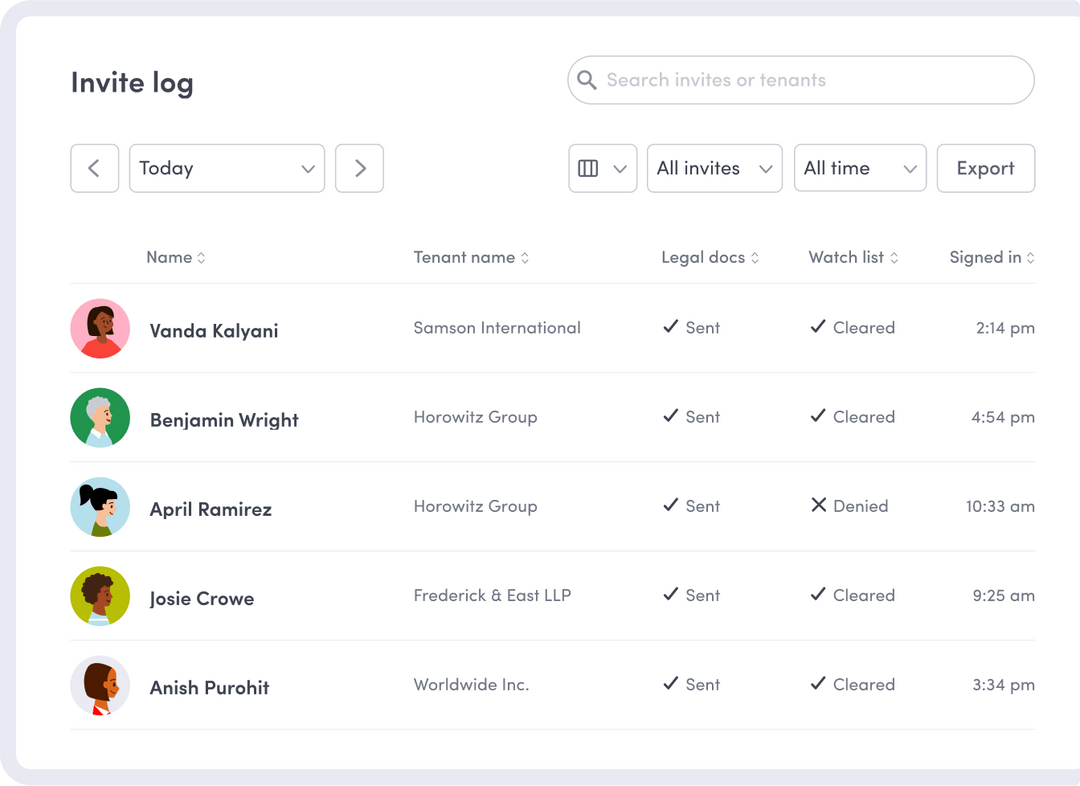 Invite log
Search invites or tenants
Today
All invites
All time
Export
Name Tenant name Legal docs Watch list Signed in
Vanda Kalyani Samson International Sent Cleared 2:14 pm
Benjamin Wright Horowitz Group Sent Cleared 4:54 pm
April Ramirez Horowitz Group Sent Denied 10:33 am
Josie Crowe Frederick & East LLP Sent Cleared 9:25 am
Anish Purohit Worldwide Inc. Sent Cleared 3:34 pm